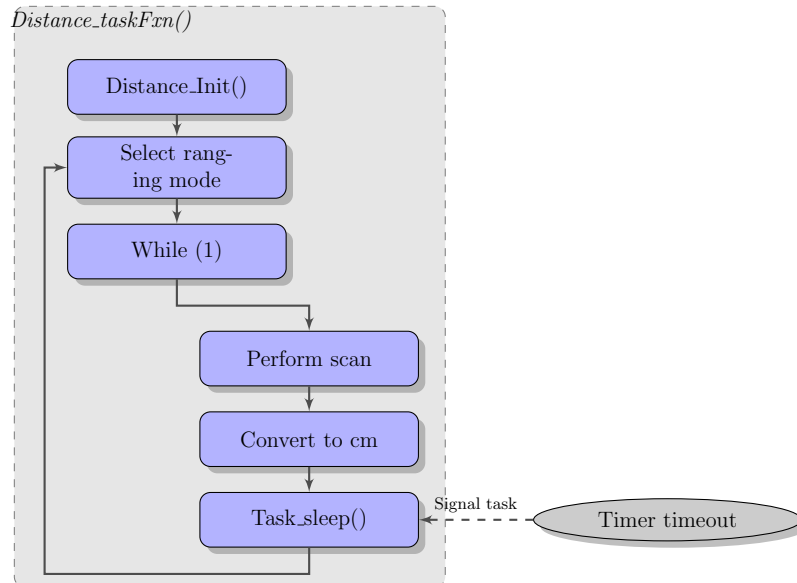 Distance_taskFxn()
Distance_Init()
Select rang-
ing mode
While (1)
Perform scan
Convert to cm
Task_sleep()
Signal task
Timer timeout